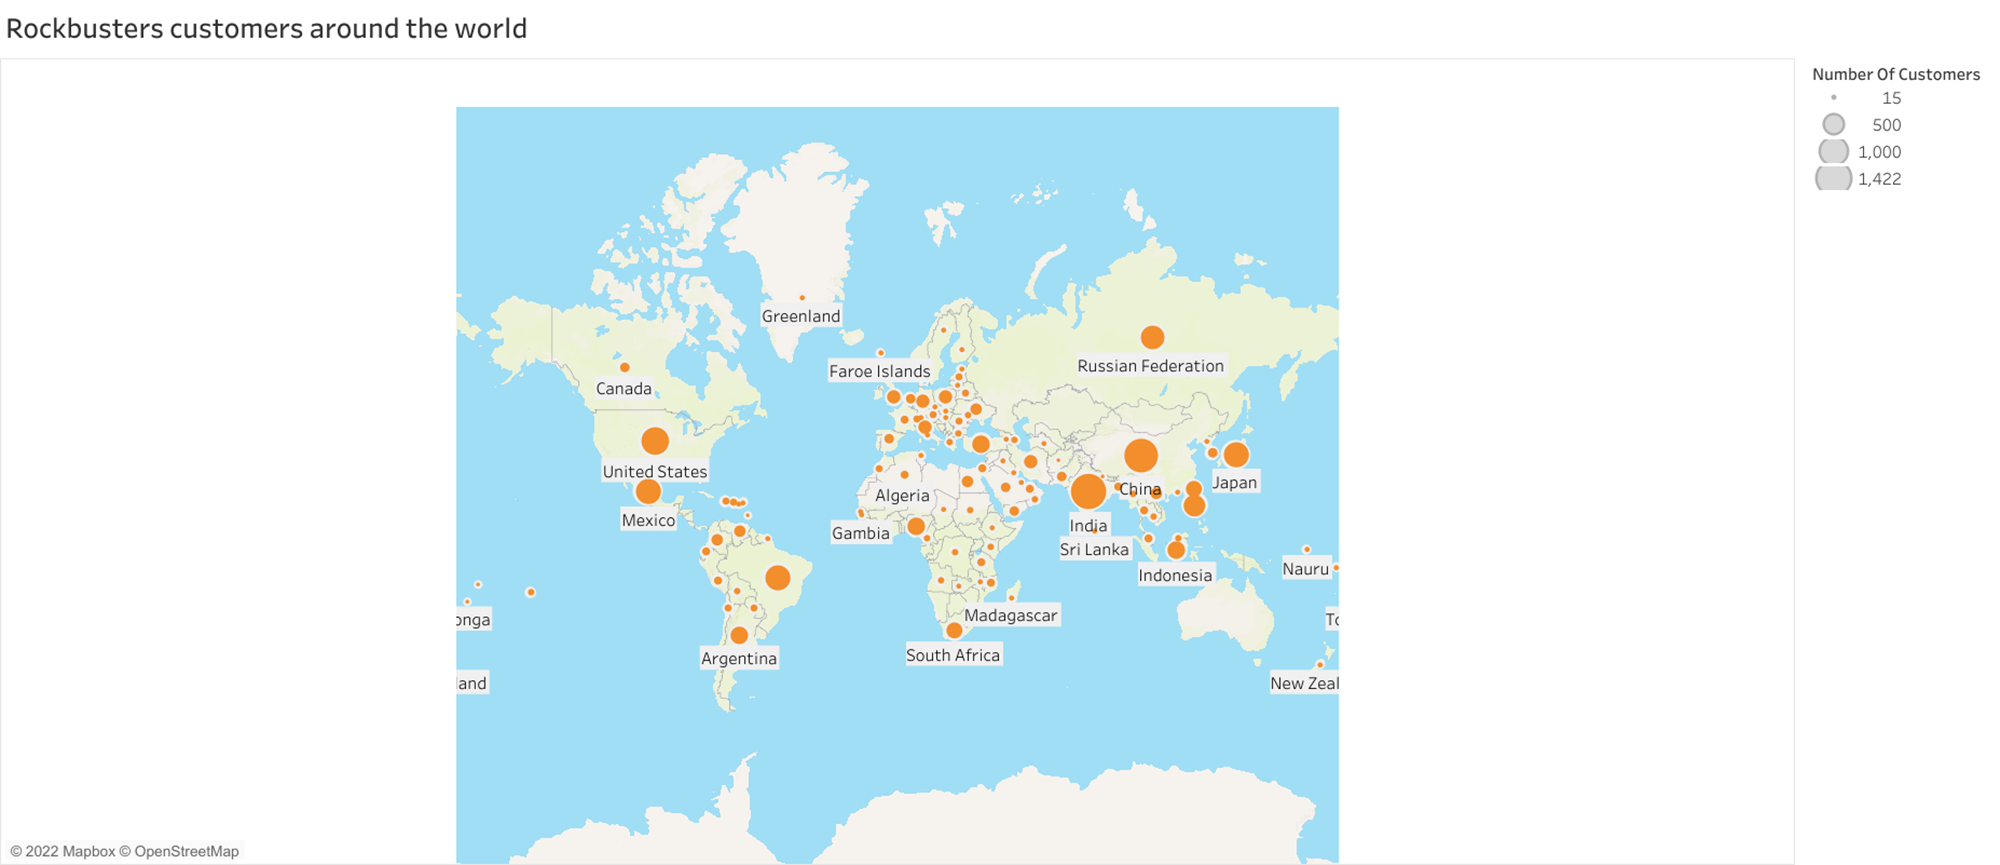 Rockbusters customers around the world
Number Of Customers
15
500
1,000
1,422
Greenland
Faroe Islands
Russian Federation
Canada
United States
Japan
China
Algeria
Mexico
India
Gambia
Sri Lanka
Nauru
Indonesia
Madagascar
onga
To
South Africa
Argentina
land
New Zeal
© 2022 Mapbox © OpenStreetMap